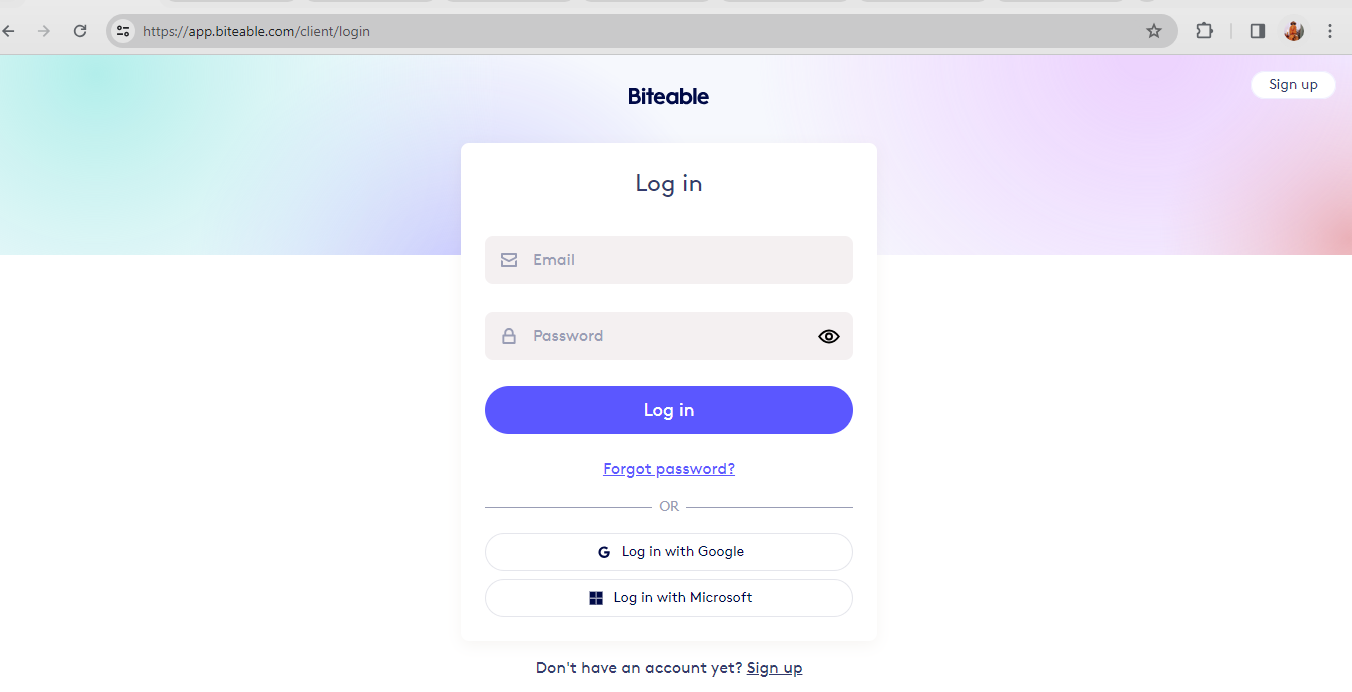 https://app.biteable.com/client/login
Sign up
Biteable
Log in
Email
Password
Log in
Forgot password?
OR
G Log in with Google
Log in with Microsoft
Don't have an account yet? Sign up